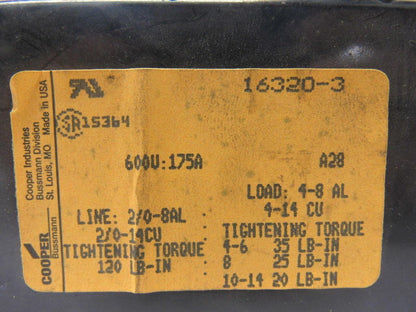 16320-3
15364
600V:175A
A28
LINE: 2/0-8AL
2/0-14CU
TIGHTENING TORQUE
120 LB-IN
LOAD: 4-8 AL
4-14 CU
TIGHTENING TORQUE
4-6 35 LB-IN
8 25 LB-IN
10-14 20 LB-IN
COOPER
Bussmann
Cooper Industries
Bussmann Division
St. Louis, MO Made in USA